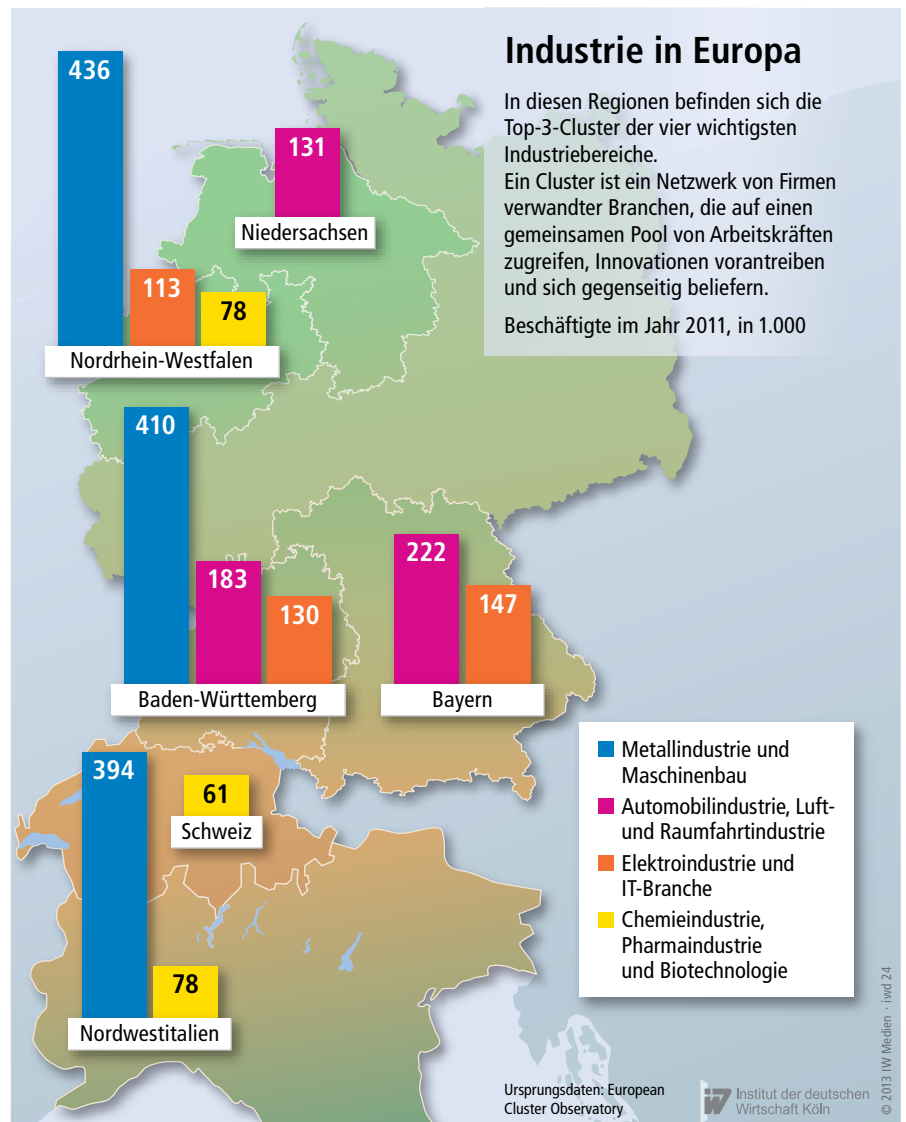 Industrie in Europa
In diesen Regionen befinden sich die
Top-3-Cluster der vier wichtigsten
Industriebereiche.
Ein Cluster ist ein Netzwerk von Firmen
verwandter Branchen, die auf einen
gemeinsamen Pool von Arbeitskräften
zugreifen, Innovationen vorantreiben
und sich gegenseitig beliefern.
Beschäftigte im Jahr 2011, in 1.000
436
113
78
Nordrhein-Westfalen
131
Niedersachsen
410
183
130
Baden-Württemberg
222
147
Bayern
394
78
Nordwestitalien
61
Schweiz
Metallindustrie und
Maschinenbau
Automobilindustrie, Luft-
und Raumfahrtindustrie
Elektroindustrie und
IT-Branche
Chemieindustrie,
Pharmaindustrie
und Biotechnologie
Ursprungsdaten: European
Cluster Observatory
iw
Institut der deutschen
Wirtschaft Köln
© 2013 IW Medien · iwd 24